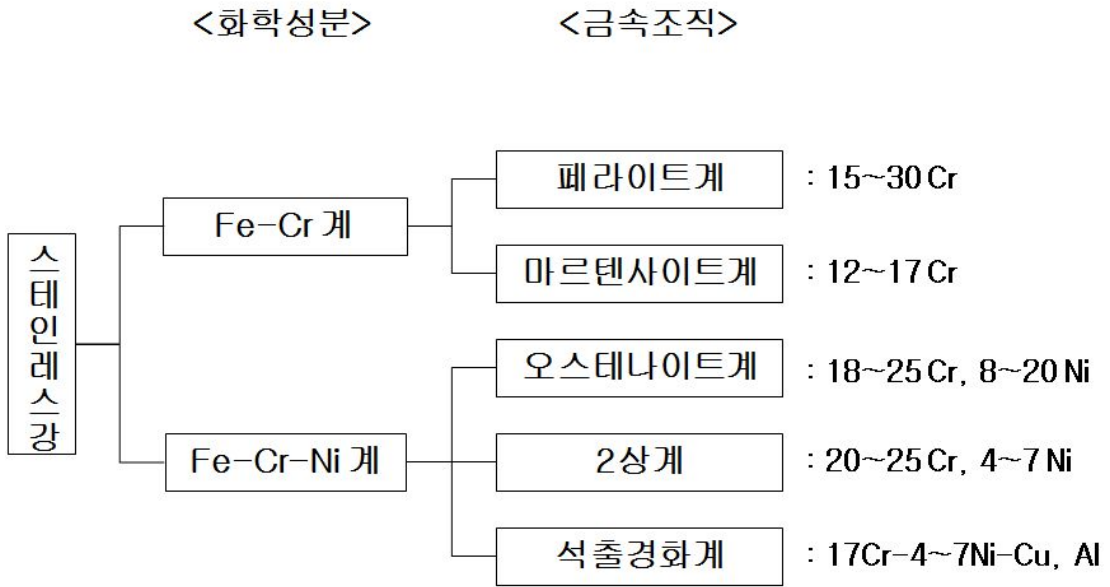 <화학성분> <금속조직>
페라이트계 : 15~30 Cr
Fe-Cr 계
마르텐사이트계 : 12~17 Cr
스테인레스강
오스테나이트계 : 18~25 Cr, 8~20 Ni
Fe-Cr-Ni 계 2상계 : 20~25 Cr, 4~7 Ni
석출경화계 : 17Cr-4~7Ni-Cu, Al